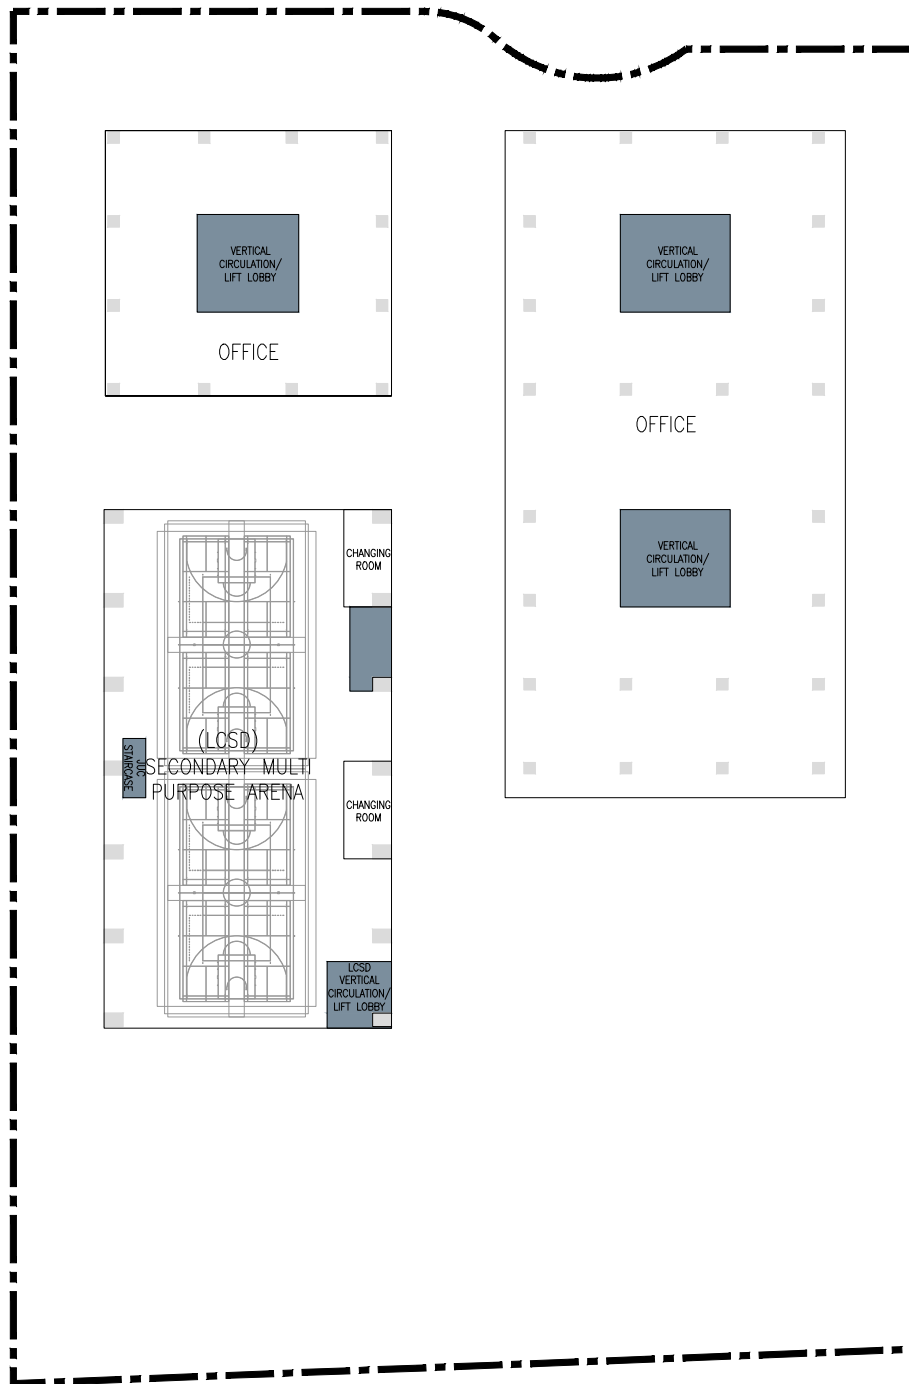 VERTICAL
CIRCULATION/
LIFT LOBBY
OFFICE
VERTICAL
CIRCULATION/
LIFT LOBBY
OFFICE
VERTICAL
CIRCULATION/
LIFT LOBBY
CHANGING
ROOM
(LCSD)
SECONDARY MULTI
PURPOSE ARENA
JUC
STAIRCASE
CHANGING
ROOM
LCSD
VERTICAL
CIRCULATION/
LIFT LOBBY